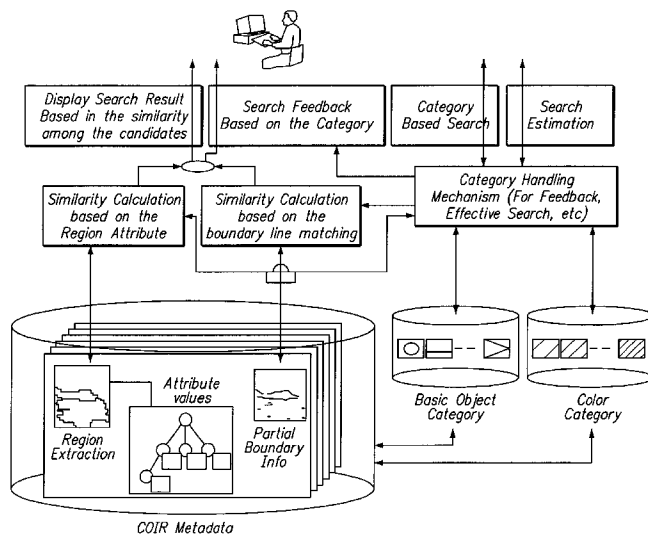 Display Search Result
Based in the similarity
among the candidates
Search Feedback
Based on the Category
Category
Based Search
Search
Estimation
Similarity Calculation
based on the
Region Attribute
Similarity Calculation
based on the
boundary line matching
Category Handling
Mechanism (For Feedback,
Effective Search, etc)
Attribute
values
Region
Extraction
Partial
Boundary
Info
Basic Object
Category
Color
Category
COIR Metadata